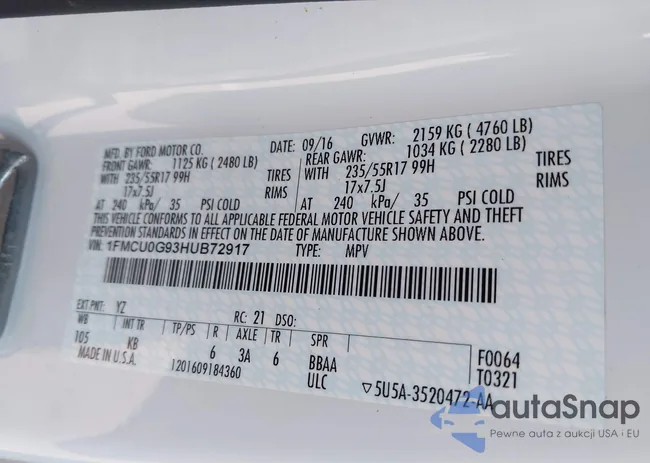 MFD. BY FORD MOTOR CO.
DATE: 09/16 GVWR: 2159 KG ( 4760 LB)
FRONT GAWR: 1125 KG ( 2480 LB) REAR GAWR: 1034 KG ( 2280 LB)
WITH 235/55R17 99H TIRES WITH 235/55R17 99H TIRES
17x7.5J RIMS 17x7.5J RIMS
AT 240 kPa/ 35 PSI COLD AT 240 kPa/ 35 PSI COLD
THIS VEHICLE CONFORMS TO ALL APPLICABLE FEDERAL MOTOR VEHICLE SAFETY AND THEFT
PREVENTION STANDARDS IN EFFECT ON THE DATE OF MANUFACTURE SHOWN ABOVE.
VIN: 1FMCU0G93HUB72917 TYPE: MPV
EXT PNT: YZ RC: 21 DSO:
WB INT TR TP/PS R AXLE TR SPR
105 KB 6 3A 6 BBAA F0064
MADE IN U.S.A. 1201609184360 ULC T0321
▽5U5A-3520472-AA
autaSnap
Pewne auta z aukcji USA i EU